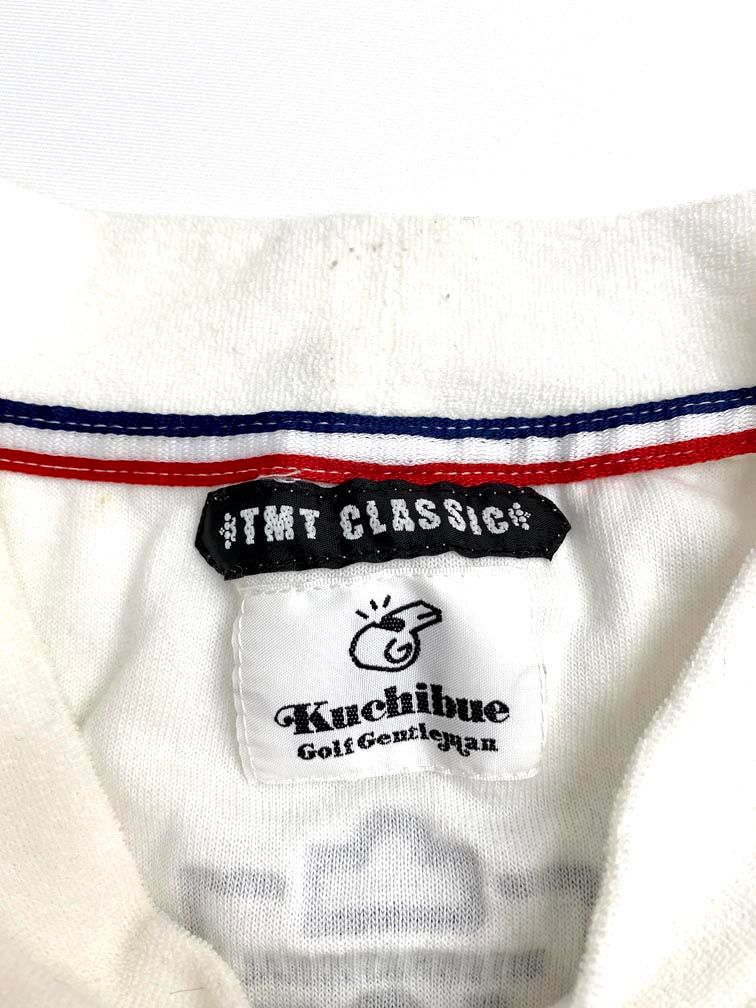 TMT CLASSIC
G
Kuchibue
Golf Gentleman